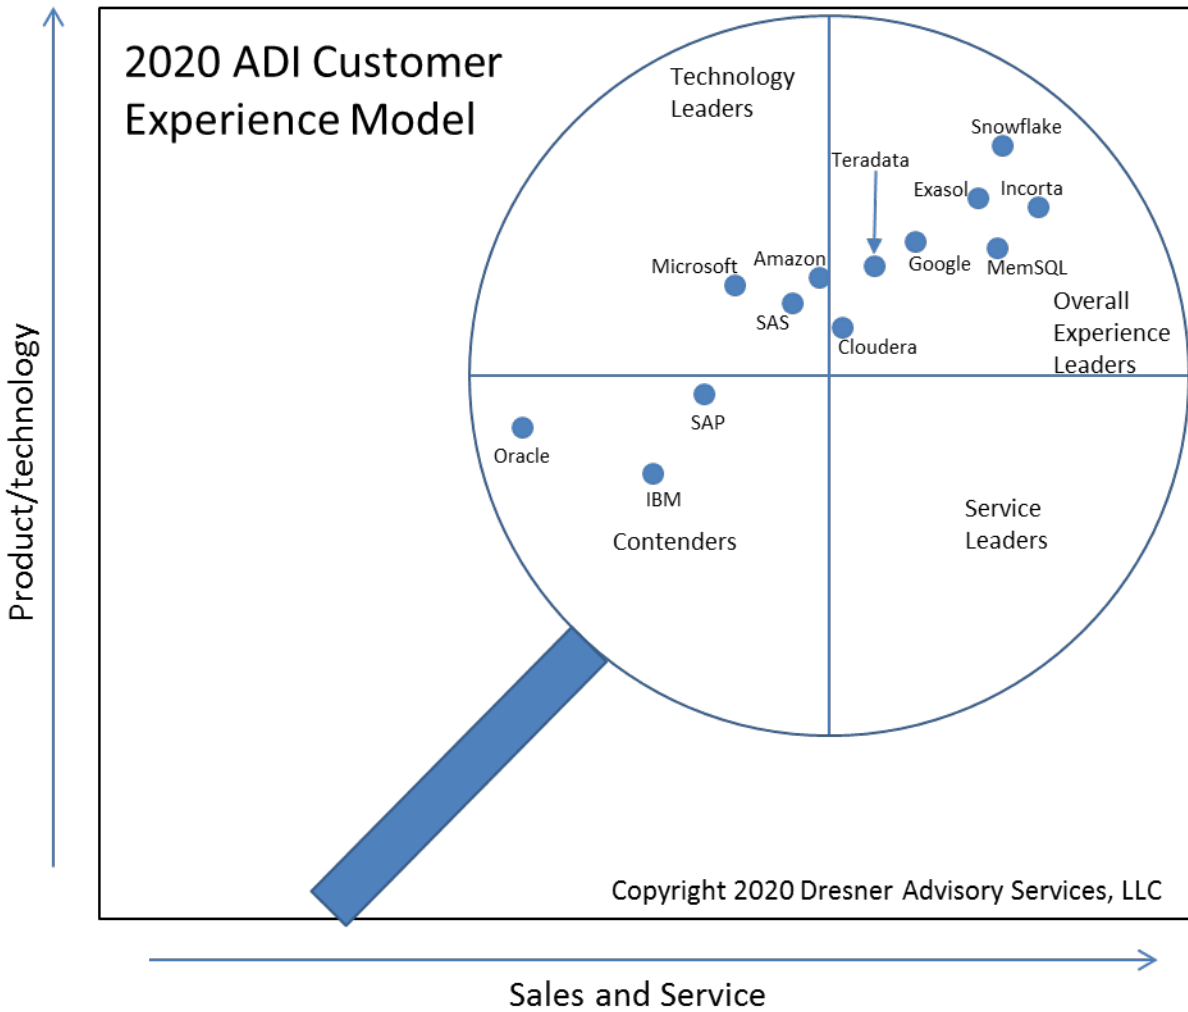 2020 ADI Customer
Experience Model
Technology
Leaders
Snowflake
Teradata
Exasol
Incorta
Google
MemSQL
Microsoft
Amazon
SAS
Cloudera
Overall
Experience
Leaders
SAP
Oracle
IBM
Contenders
Service
Leaders
Product/technology
Copyright 2020 Dresner Advisory Services, LLC
Sales and Service